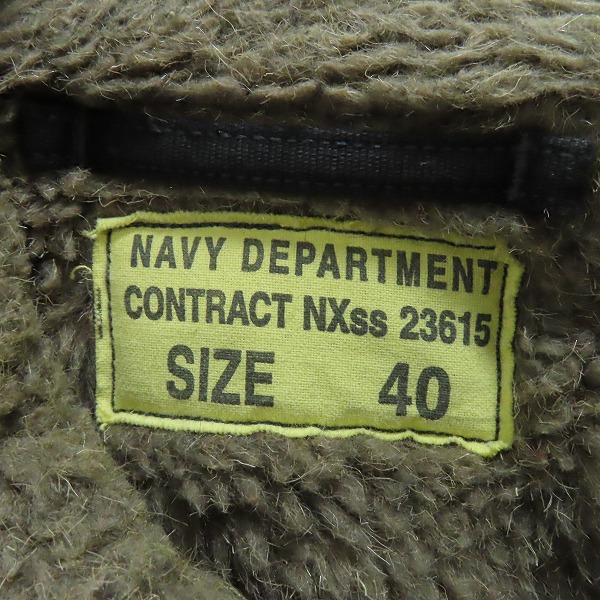 NAVY DEPARTMENT
CONTRACT NXss 23615
SIZE 40